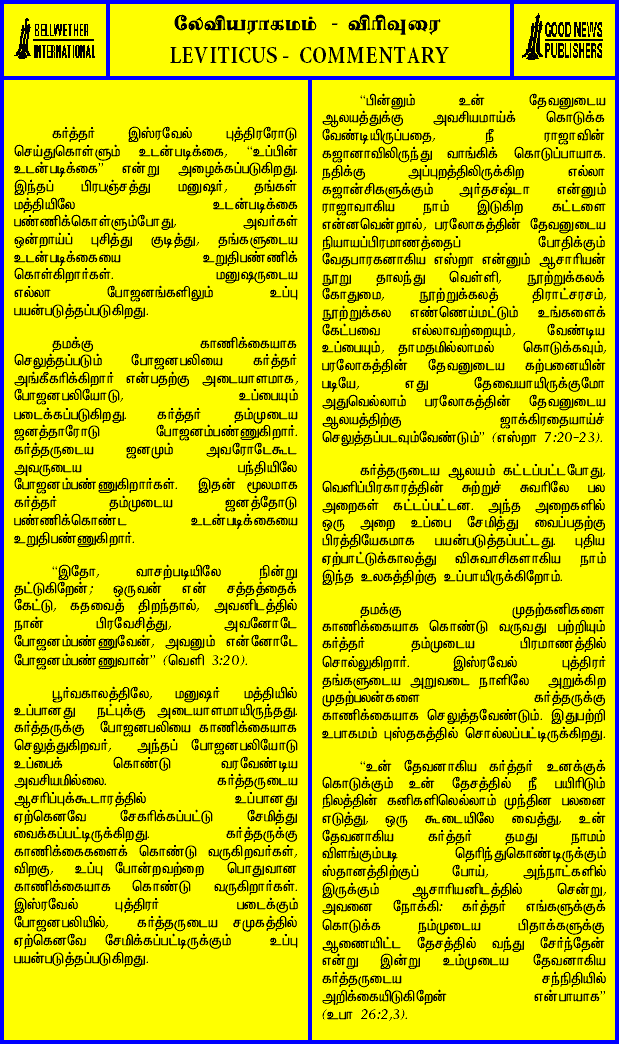 BELLWETHER
INTERNATIONAL
லேவியராகமம் - விரிவுரை
LEVITICUS - COMMENTARY
GOOD NEWS
PUBLISHERS
கர்த்தர் இஸ்ரவேல் புத்திரரோடு
செய்துகொள்ளும் உடன்படிக்கை, “உப்பின்
உடன்படிக்கை” என்று அழைக்கப்படுகிறது.
இந்தப் பிரபஞ்சத்து மனுஷர், தங்கள்
மத்தியிலே உடன்படிக்கை
பண்ணிக்கொள்ளும்போது, அவர்கள்
ஒன்றாய்ப் புசித்து குடித்து, தங்களுடைய
உடன்படிக்கையை உறுதிபண்ணிக்
கொள்கிறார்கள். மனுஷருடைய
எல்லா போஜனங்களிலும் உப்பு
பயன்படுத்தப்படுகிறது.
தமக்கு காணிக்கையாக
செலுத்தப்படும் போஜனபலியை கர்த்தர்
அங்கீகரிக்கிறார் என்பதற்கு அடையாளமாக,
போஜனபலியோடு, உப்பையும்
படைக்கப்படுகிறது. கர்த்தர் தம்முடைய
ஜனத்தாரோடு போஜனம்பண்ணுகிறார்.
கர்த்தருடைய ஜனமும் அவரோடேகூட
அவருடைய பந்தியிலே
போஜனம்பண்ணுகிறார்கள். இதன் மூலமாக
கர்த்தர் தம்முடைய ஜனத்தோடு
பண்ணிக்கொண்ட உடன்படிக்கையை
உறுதிபண்ணுகிறார்.
“இதோ, வாசற்படியிலே நின்று
தட்டுகிறேன்; ஒருவன் என் சத்தத்தைக்
கேட்டு, கதவைத் திறந்தால், அவனிடத்தில்
நான் பிரவேசித்து, அவனோடே
போஜனம்பண்ணுவேன், அவனும் என்னோடே
போஜனம்பண்ணுவான்” (வெளி 3:20).
பூர்வகாலத்திலே, மனுஷர் மத்தியில்
உப்பானது நட்புக்கு அடையாளமாயிருந்தது.
கர்த்தருக்கு போஜனபலியை காணிக்கையாக
செலுத்துகிறவர், அந்தப் போஜனபலியோடு
உப்பைக் கொண்டு வரவேண்டிய
அவசியமில்லை. கர்த்தருடைய
ஆசரிப்புக்கூடாரத்தில் உப்பானது
ஏற்கெனவே சேகரிக்கப்பட்டு சேமித்து
வைக்கப்பட்டிருக்கிறது. கர்த்தருக்கு
காணிக்கைகளைக் கொண்டு வருகிறவர்கள்,
விறகு, உப்பு போன்றவற்றை பொதுவான
காணிக்கையாக கொண்டு வருகிறார்கள்.
இஸ்ரவேல் புத்திரர் படைக்கும்
போஜனபலியில், கர்த்தருடைய சமுகத்தில்
ஏற்கெனவே சேமிக்கப்பட்டிருக்கும் உப்பு
பயன்படுத்தப்படுகிறது.
“பின்னும் உன் தேவனுடைய
ஆலயத்துக்கு அவசியமாய்க் கொடுக்க
வேண்டியிருப்பதை, நீ ராஜாவின்
கஜானாவிலிருந்து வாங்கிக் கொடுப்பாயாக.
நதிக்கு அப்புறத்திலிருக்கிற எல்லா
கஜான்சிகளுக்கும் அர்தசஷ்டா என்னும்
ராஜாவாகிய நாம் இடுகிற கட்டளை
என்னவென்றால், பரலோகத்தின் தேவனுடைய
நியாயப்பிரமாணத்தைப் போதிக்கும்
வேதபாரகனாகிய எஸ்றா என்னும் ஆசாரியன்
நூறு தாலந்து வெள்ளி, நூற்றுக்கலக்
கோதுமை, நூற்றுக்கலத் திராட்சரசம்,
நூற்றுக்கல எண்ணெய்மட்டும் உங்களைக்
கேட்பவை எல்லாவற்றையும், வேண்டிய
உப்பையும், தாமதமில்லாமல் கொடுக்கவும்,
பரலோகத்தின் தேவனுடைய கற்பனையின்
படியே, எது தேவையாயிருக்குமோ
அதுவெல்லாம் பரலோகத்தின் தேவனுடைய
ஆலயத்திற்கு ஜாக்கிரதையாய்ச்
செலுத்தப்படவும்வேண்டும்” (எஸ்றா 7:20-23).
கர்த்தருடைய ஆலயம் கட்டப்பட்டபோது,
வெளிப்பிரகாரத்தின் சுற்றுச் சுவரிலே பல
அறைகள் கட்டப்பட்டன. அந்த அறைகளில்
ஒரு அறை உப்பை சேமித்து வைப்பதற்கு
பிரத்தியேகமாக பயன்படுத்தப்பட்டது. புதிய
ஏற்பாட்டுக்காலத்து விசுவாசிகளாகிய நாம்
இந்த உலகத்திற்கு உப்பாயிருக்கிறோம்.
தமக்கு முதற்கனிகளை
காணிக்கையாக கொண்டு வருவது பற்றியும்
கர்த்தர் தம்முடைய பிரமாணத்தில்
சொல்லுகிறார். இஸ்ரவேல் புத்திரர்
தங்களுடைய அறுவடை நாளிலே அறுக்கிற
முதற்பலன்களை கர்த்தருக்கு
காணிக்கையாக செலுத்தவேண்டும். இதுபற்றி
உபாகமம் புஸ்தகத்தில் சொல்லப்பட்டிருக்கிறது.
“உன் தேவனாகிய கர்த்தர் உனக்குக்
கொடுக்கும் உன் தேசத்தில் நீ பயிரிடும்
நிலத்தின் கனிகளிலெல்லாம் முந்தின பலனை
எடுத்து, ஒரு கூடையிலே வைத்து, உன்
தேவனாகிய கர்த்தர் தமது நாமம்
விளங்கும்படி தெரிந்துகொண்டிருக்கும்
ஸ்தானத்திற்குப் போய், அந்நாட்களில்
இருக்கும் ஆசாரியனிடத்தில் சென்று,
அவனை நோக்கி: கர்த்தர் எங்களுக்குக்
கொடுக்க நம்முடைய பிதாக்களுக்கு
ஆணையிட்ட தேசத்தில் வந்து சேர்ந்தேன்
என்று இன்று உம்முடைய தேவனாகிய
கர்த்தருடைய சந்நிதியில்
அறிக்கையிடுகிறேன் என்பாயாக”
(உபா 26:2,3).